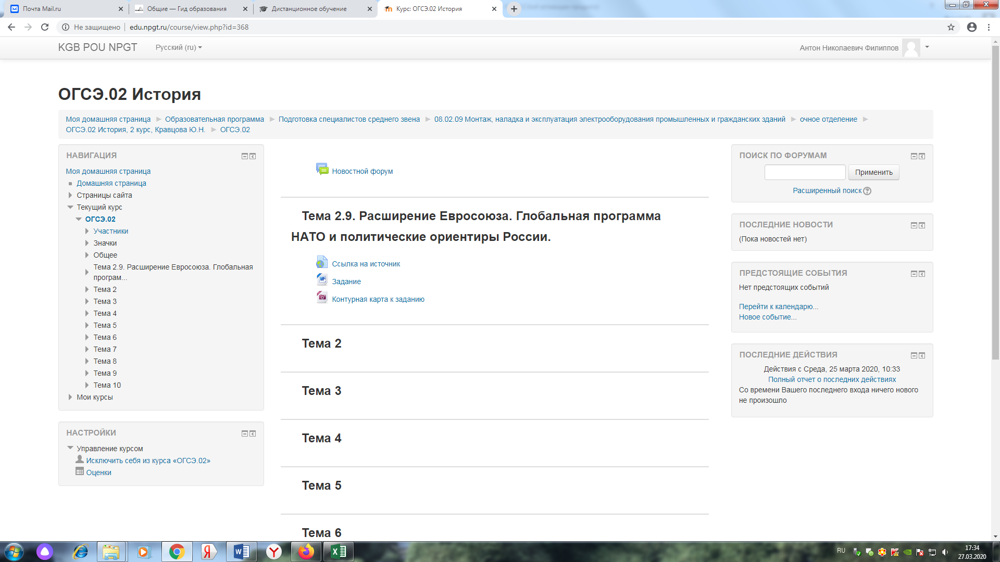 Почта Mail.ru
Общие — Гид образования
Дистанционное обучение
Курс: ОГСЭ.02 История
Не защищено
edu.npgt.ru/course/view.php?id=368
KGB POU NPGT
Русский (ru)
Антон Николаевич Филиппов
ОГСЭ.02 История
Моя домашняя страница
Образовательная программа
Подготовка специалистов среднего звена
08.02.09 Монтаж, наладка и эксплуатация электрооборудования промышленных и гражданских зданий
очное отделение
ОГСЭ.02 История, 2 курс, Кравцова Ю.Н.
ОГСЭ.02
НАВИГАЦИЯ
Моя домашняя страница
Домашняя страница
Страницы сайта
Текущий курс
ОГСЭ.02
Участники
Значки
Общее
Тема 2.9. Расширение Евросоюза. Глобальная
програм...
Тема 2
Тема 3
Тема 4
Тема 5
Тема 6
Тема 7
Тема 8
Тема 9
Тема 10
Мои курсы
НАСТРОЙКИ
Управление курсом
Исключить себя из курса «ОГСЭ.02»
Оценки
Новостной форум
Тема 2.9. Расширение Евросоюза. Глобальная программа
НАТО и политические ориентиры России.
Ссылка на источник
Задание
Контурная карта к заданию
Тема 2
Тема 3
Тема 4
Тема 5
Тема 6
ПОИСК ПО ФОРУМАМ
Применить
Расширенный поиск
ПОСЛЕДНИЕ НОВОСТИ
(Пока новостей нет)
ПРЕДСТОЯЩИЕ СОБЫТИЯ
Нет предстоящих событий
Перейти к календарю...
Новое событие...
ПОСЛЕДНИЕ ДЕЙСТВИЯ
Действия с Среда, 25 марта 2020, 10:33
Полный отчет о последних действиях
Со времени Вашего последнего входа ничего нового
не произошло
RU
17:34
27.03.2020